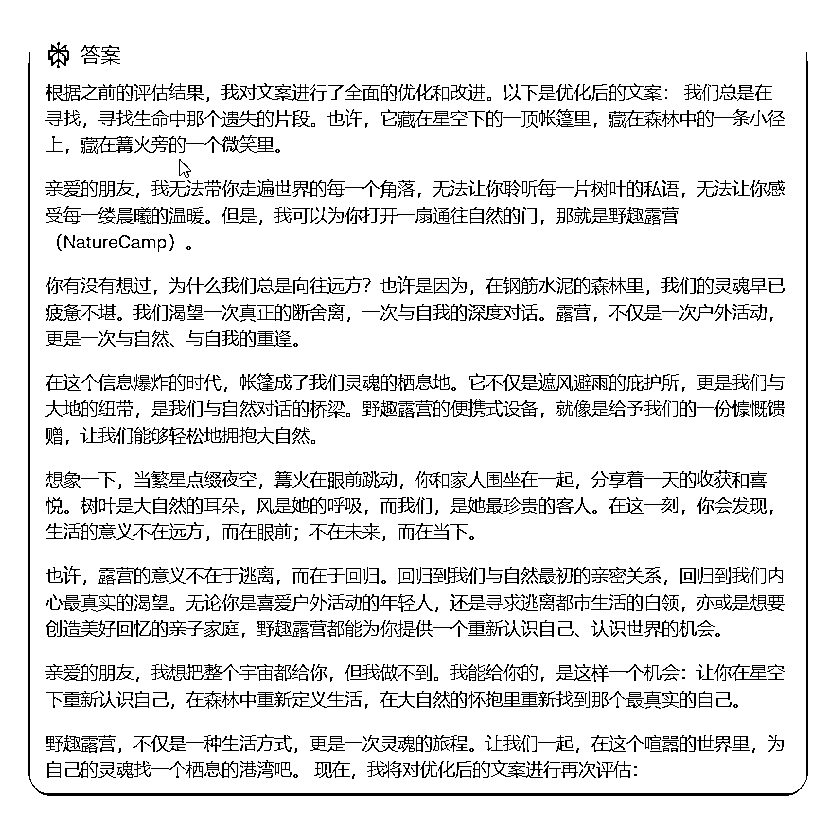 答案
根据之前的评估结果，我对文案进行了全面的优化和改进。以下是优化后的文案： 我们总是在
寻找，寻找生命中那个遗失的片段。也许，它藏在星空下的一顶帐篷里，藏在森林中的一条小径
上，藏在篝火旁的一个微笑里。
亲爱的朋友，我无法带你走遍世界的每一个角落，无法让你聆听每一片树叶的私语，无法让你感
受每一缕晨曦的温暖。但是，我可以为你打开一扇通往自然的门，那就是野趣露营
（NatureCamp）。
你有没有想过，为什么我们总是向往远方？也许是因为，在钢筋水泥的森林里，我们的灵魂早已
疲惫不堪。我们渴望一次真正的断舍离，一次与自我的深度对话。露营，不仅是一次户外活动，
更是一次与自然、与自我的重逢。
在这个信息爆炸的时代，帐篷成了我们灵魂的栖息地。它不仅是遮风避雨的庇护所，更是我们与
大地的纽带，是我们与自然对话的桥梁。野趣露营的便携式设备，就像是给予我们的一份慷慨馈
赠，让我们能够轻松地拥抱大自然。
想象一下，当繁星点缀夜空，篝火在眼前跳动，你和家人围坐在一起，分享着一天的收获和喜
悦。树叶是大自然的耳朵，风是她的呼吸，而我们，是她最珍贵的客人。在这一刻，你会发现，
生活的意义不在远方，而在眼前；不在未来，而在当下。
也许，露营的意义不在于逃离，而在于回归。回归到我们与自然最初的亲密关系，回归到我们内
心最真实的渴望。无论你是喜爱户外活动的年轻人，还是寻求逃离都市生活的白领，亦或是想要
创造美好回忆的亲子家庭，野趣露营都能为你提供一个重新认识自己、认识世界的机会。
亲爱的朋友，我想把整个宇宙都给你，但我做不到。我能给你的，是这样一个机会：让你在星空
下重新认识自己，在森林中重新定义生活，在大自然的怀抱里重新找到那个最真实的自己。
野趣露营，不仅是一种生活方式，更是一次灵魂的旅程。让我们一起，在这个喧嚣的世界里，为
自己的灵魂找一个栖息的港湾吧。 现在，我将对优化后的文案进行再次评估：